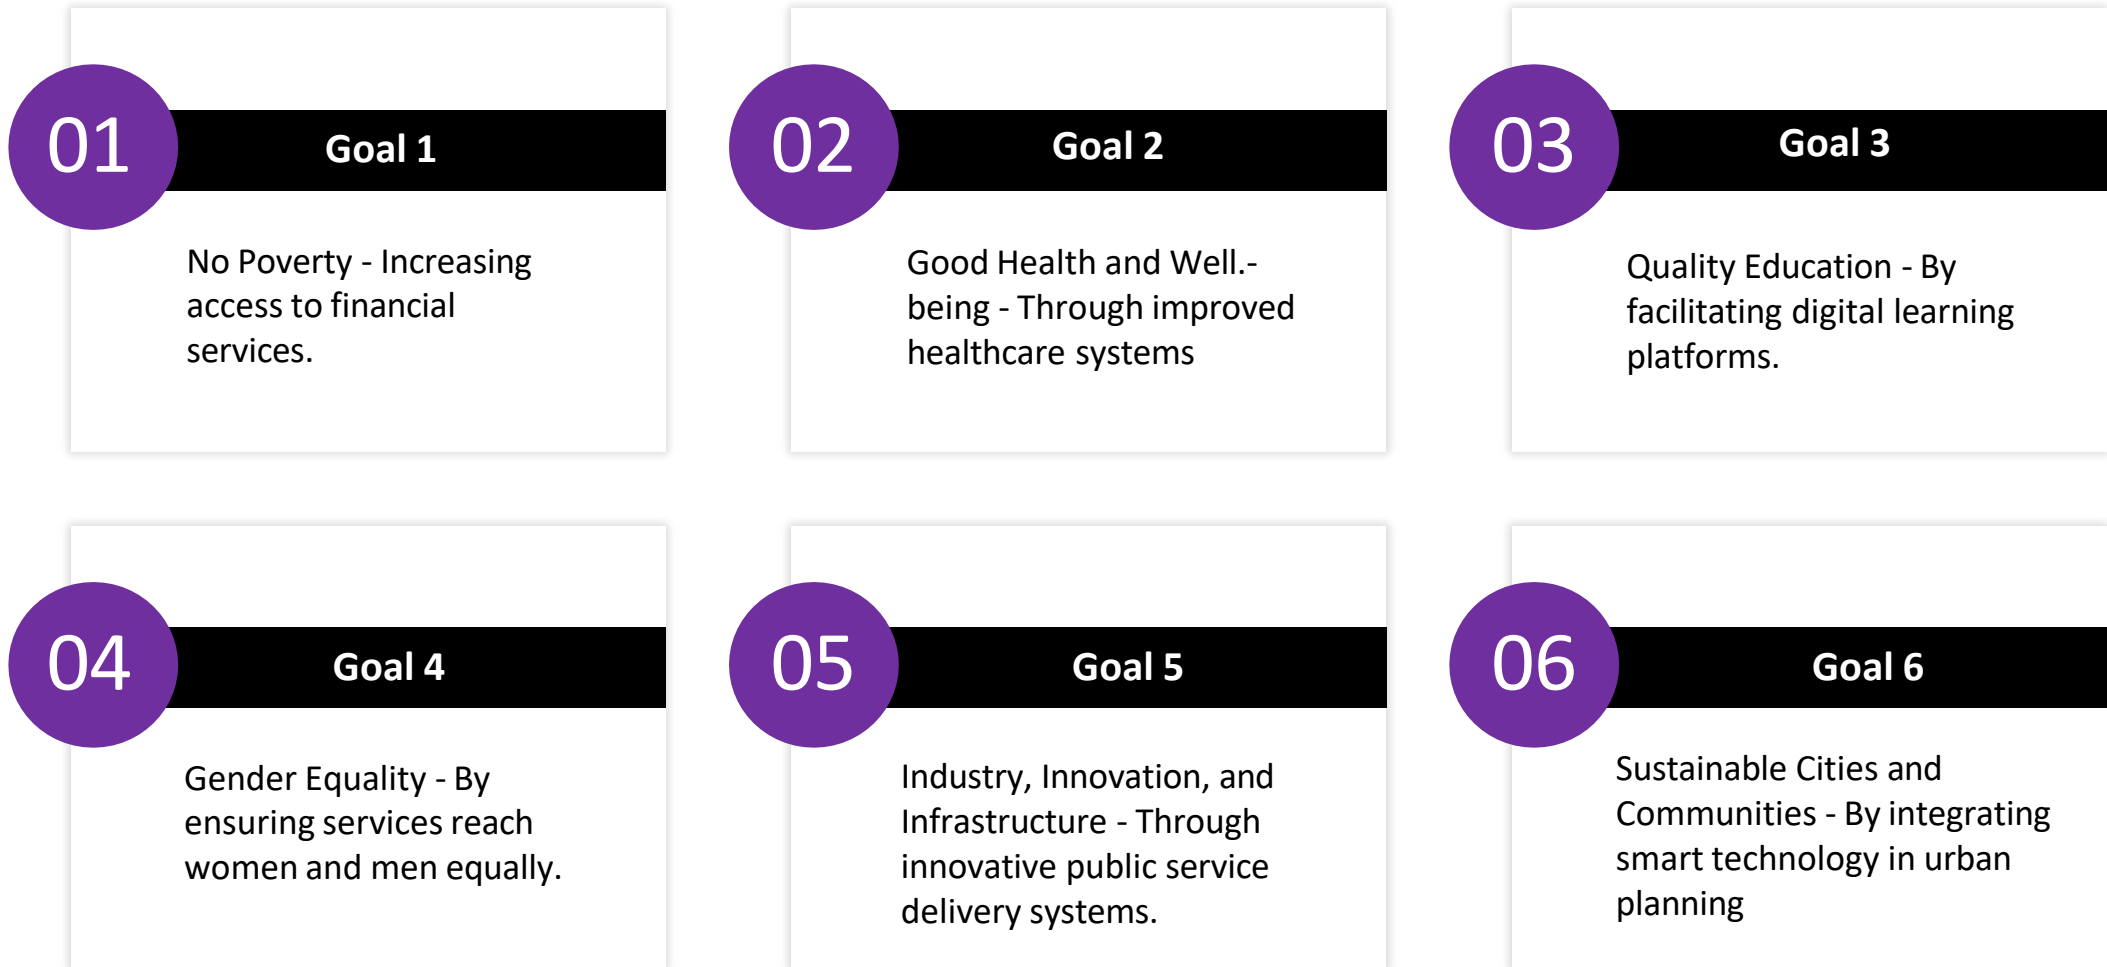 01
Goal 1
No Poverty - Increasing
access to financial
services.
02
Goal 2
Good Health and Well.-
being - Through improved
healthcare systems
03
Goal 3
Quality Education - By
facilitating digital learning
platforms.
04
Goal 4
Gender Equality - By
ensuring services reach
women and men equally.
05
Goal 5
Industry, Innovation, and
Infrastructure - Through
innovative public service
delivery systems.
06
Goal 6
Sustainable Cities and
Communities - By integrating
smart technology in urban
planning